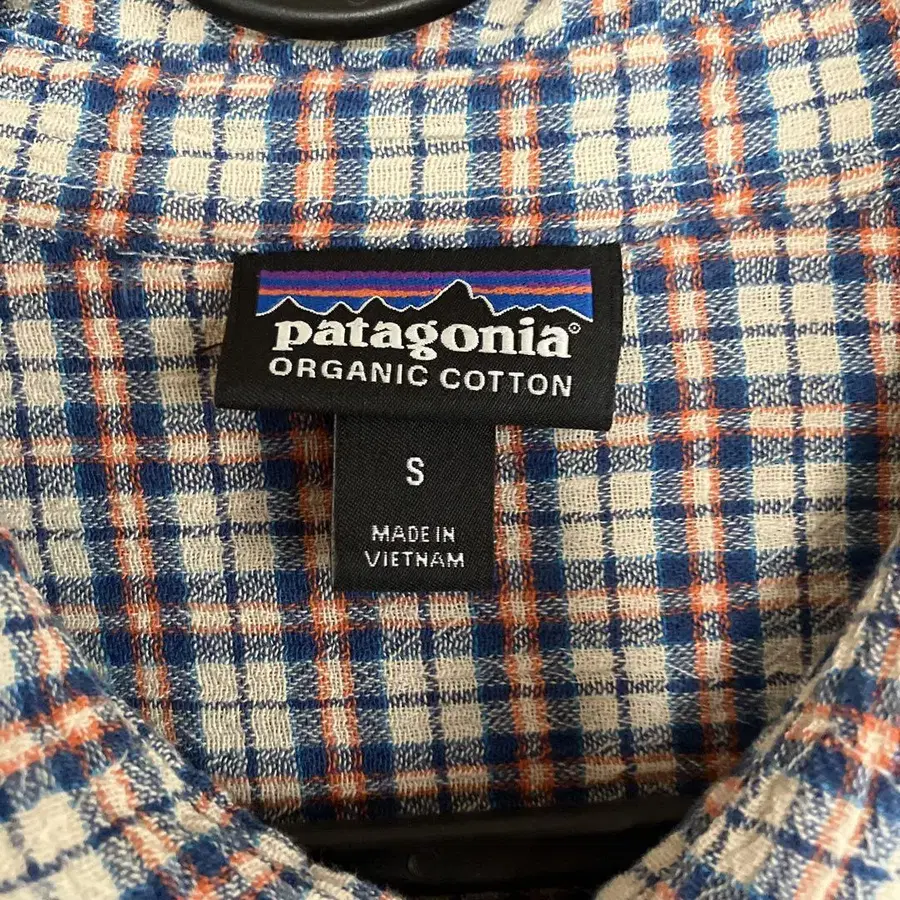 patagonia®
ORGANIC COTTON
S
MADE IN
VIETNAM